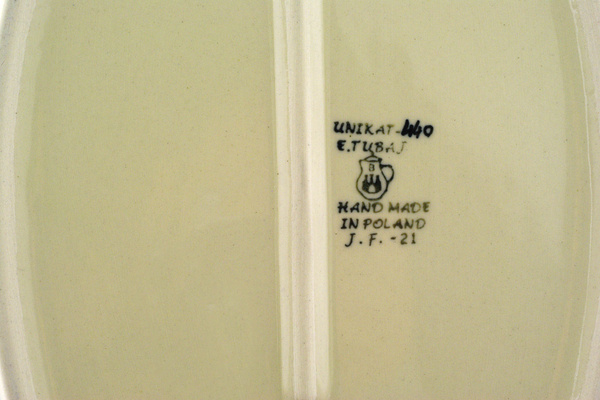 UNIKAT-440
E.TUBAJ
a
HAND MADE
IN POLAND
J.F.-21